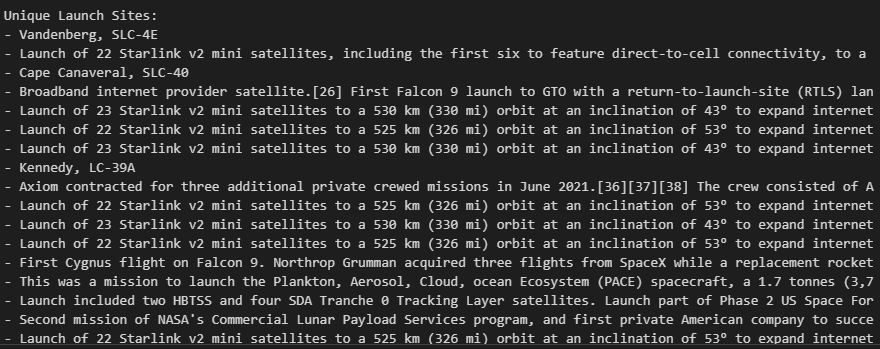 Unique Launch Sites:
- Vandenberg, SLC-4E
- Launch of 22 Starlink v2 mini satellites, including the first six to feature direct-to-cell connectivity, to a
- Cape Canaveral, SLC-40
- Broadband internet provider satellite.[26] First Falcon 9 launch to GTO with a return-to-launch-site (RTLS) lan
- Launch of 23 Starlink v2 mini satellites to a 530 km (330 mi) orbit at an inclination of 43° to expand internet
- Launch of 22 Starlink v2 mini satellites to a 525 km (326 mi) orbit at an inclination of 53° to expand internet
- Launch of 23 Starlink v2 mini satellites to a 530 km (330 mi) orbit at an inclination of 43° to expand internet
- Kennedy, LC-39A
- Axiom contracted for three additional private crewed missions in June 2021.[36][37][38] The crew consisted of A
- Launch of 22 Starlink v2 mini satellites to a 525 km (326 mi) orbit at an inclination of 53° to expand internet
- Launch of 23 Starlink v2 mini satellites to a 530 km (330 mi) orbit at an inclination of 43° to expand internet
- Launch of 22 Starlink v2 mini satellites to a 525 km (326 mi) orbit at an inclination of 53° to expand internet
- First Cygnus flight on Falcon 9. Northrop Grumman acquired three flights from SpaceX while a replacement rocket
- This was a mission to launch the Plankton, Aerosol, Cloud, ocean Ecosystem (PACE) spacecraft, a 1.7 tonnes (3,7
- Launch included two HBTSS and four SDA Tranche 0 Tracking Layer satellites. Launch part of Phase 2 US Space For
- Second mission of NASA's Commercial Lunar Payload Services program, and first private American company to succe
- Launch of 22 Starlink v2 mini satellites to a 525 km (326 mi) orbit at an inclination of 53° to expand internet